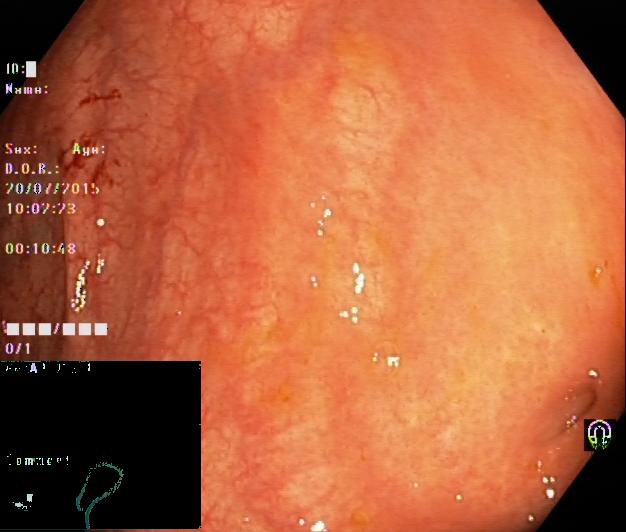 ID:
Name:
Sex: Age:
D.O.B.:
20/07/2015
10:02:23
00:10:48
0/1
Comment